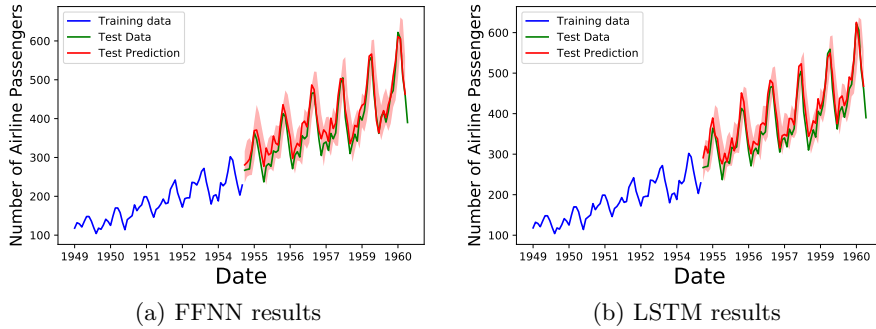 Training data
Test Data
Test Prediction
600
500
400
300
200
100
Number of Airline Passengers
1949 1950 1951 1952 1954 1955 1956 1957 1958 1959 1960
Date
(a) FFNN results
Training data
Test Data
Test Prediction
600
500
400
300
200
100
Number of Airline Passengers
1949 1950 1951 1952 1954 1955 1956 1957 1958 1959 1960
Date
(b) LSTM results